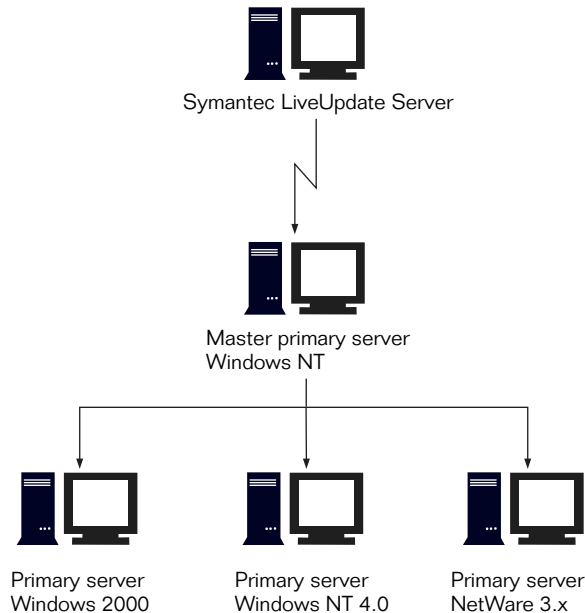 Symantec LiveUpdate Server
Master primary server
Windows NT
Primary server
Windows 2000
Primary server
Windows NT 4.0
Primary server
NetWare 3.x